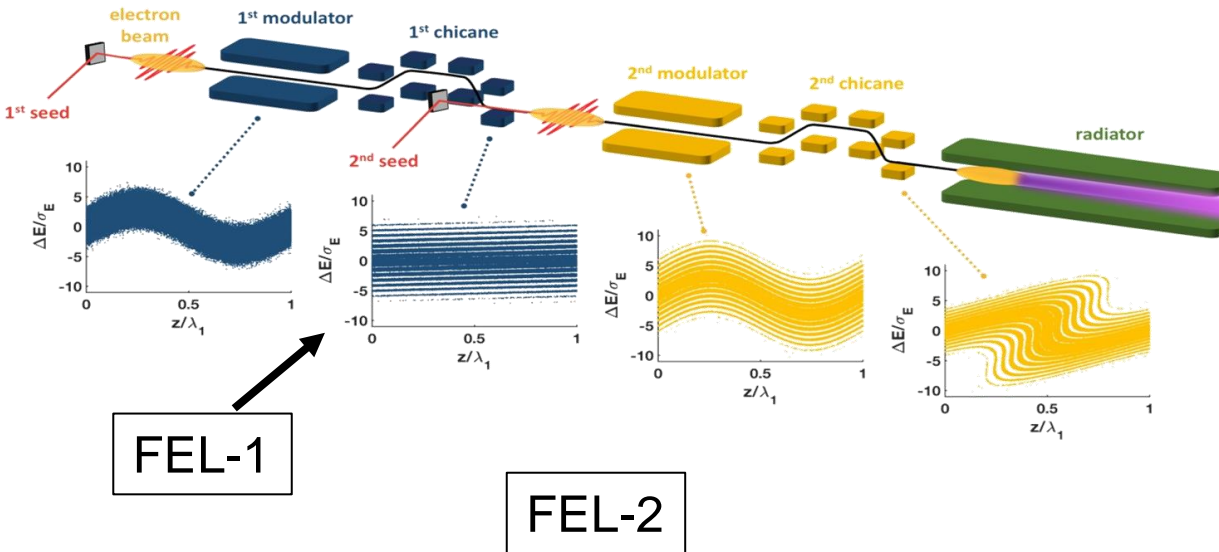 electron
beam
1st modulator
1st chicane
2nd modulator
2nd chicane
radiator
1st seed
2nd seed
10
5
0
-5
-10
ΔE/σE
0
0.5
1
z/λ1
10
5
0
-5
-10
ΔE/σE
0
0.5
1
z/λ1
10
5
0
-5
-10
ΔE/σ
0
0.5
1
z/λ1
10
5
0
-5
-10
ΔE/σE
0
0.5
1
z/λ1
FEL-1
FEL-2